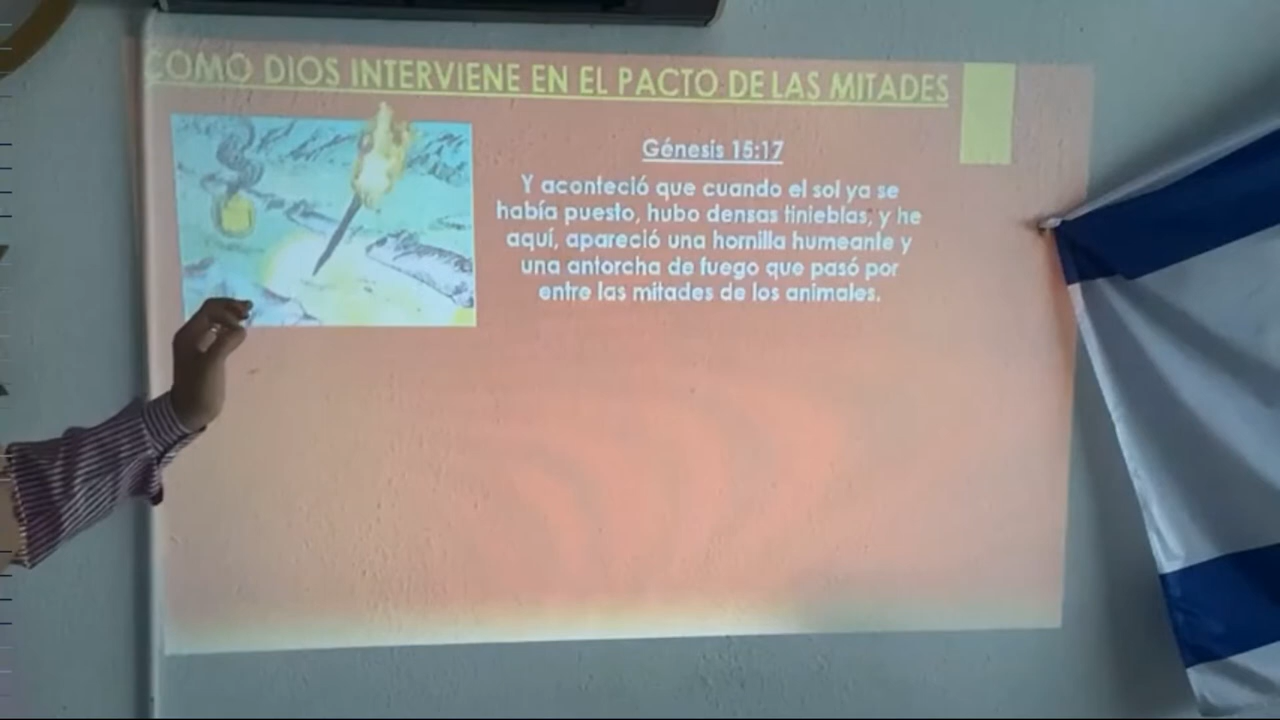 COMO DIOS INTERVIENE EN EL PACTO DE LAS MITADES
Génesis 15:17
Y aconteció que cuando el sol ya se
había puesto, hubo densas tinieblas, y he
aquí, apareció una hornilla humeante y
una antorcha de fuego que pasó por
entre las mitades de los animales.